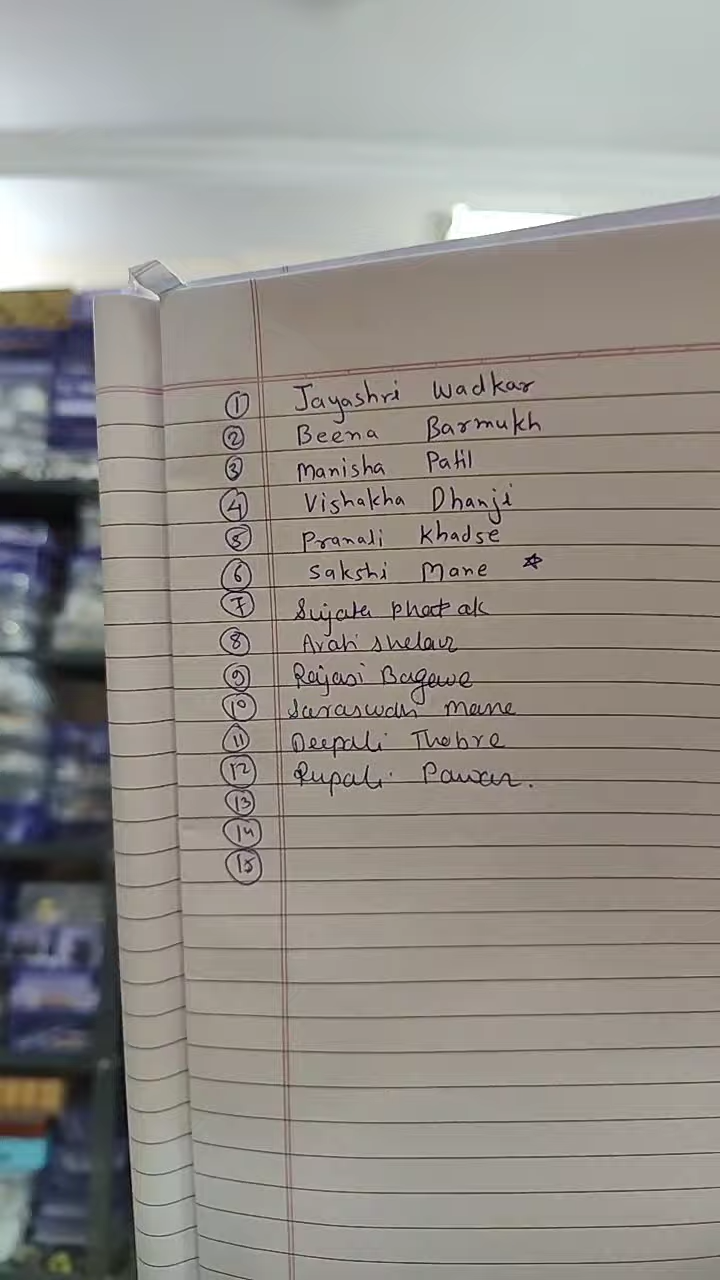 ① Jayashri Wadkar
② Beena Barmukh
③ Manisha Patil
④ Vishakha Dhanji
⑤ Pranali Khadse
⑥ Sakshi Mane ☆
⑦ Sujata phatak
⑧ Arati shelar
⑨ Rajasi Bagawe
⑩ Saraswati mane
⑪ Deepali Thobre
⑫ Rupali Pawar.
⑬
⑭
⑮